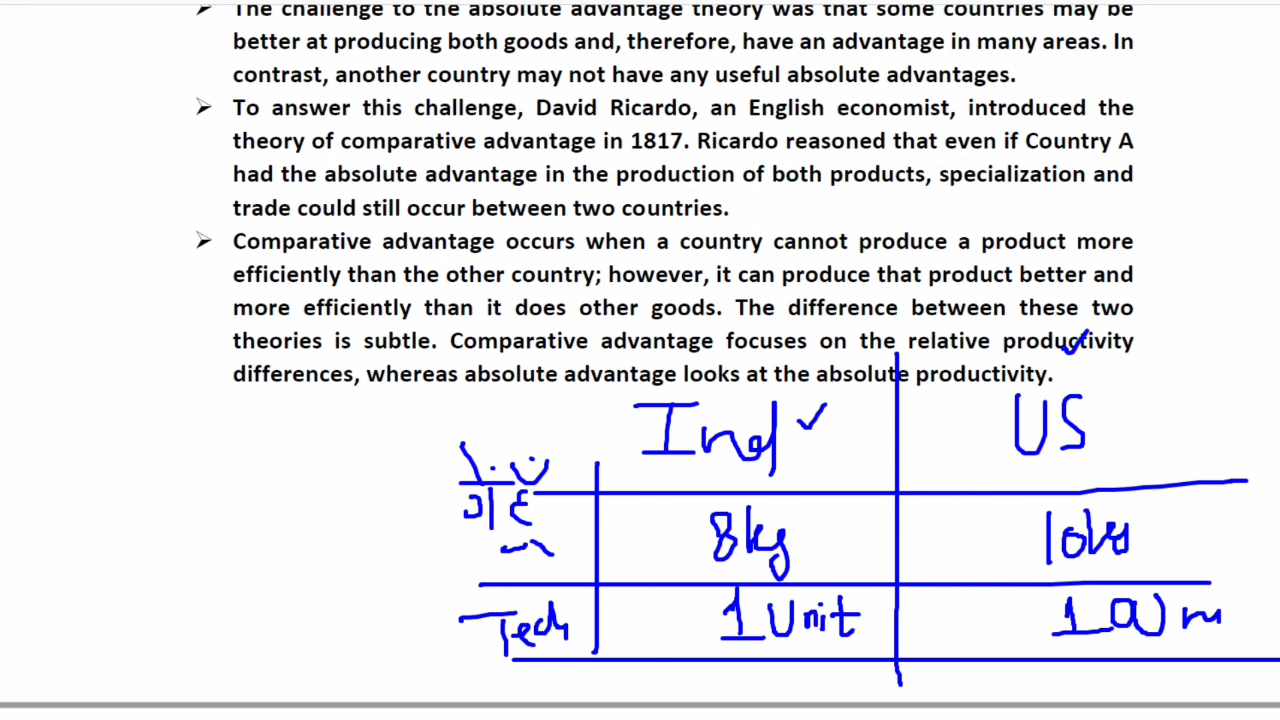 ➢ The challenge to the absolute advantage theory was that some countries may be
better at producing both goods and, therefore, have an advantage in many areas. In
contrast, another country may not have any useful absolute advantages.
➢ To answer this challenge, David Ricardo, an English economist, introduced the
theory of comparative advantage in 1817. Ricardo reasoned that even if Country A
had the absolute advantage in the production of both products, specialization and
trade could still occur between two countries.
➢ Comparative advantage occurs when a country cannot produce a product more
efficiently than the other country; however, it can produce that product better and
more efficiently than it does other goods. The difference between these two
theories is subtle. Comparative advantage focuses on the relative productivity
differences, whereas absolute advantage looks at the absolute productivity.
Ind US
8kg
Tech 1 Unit